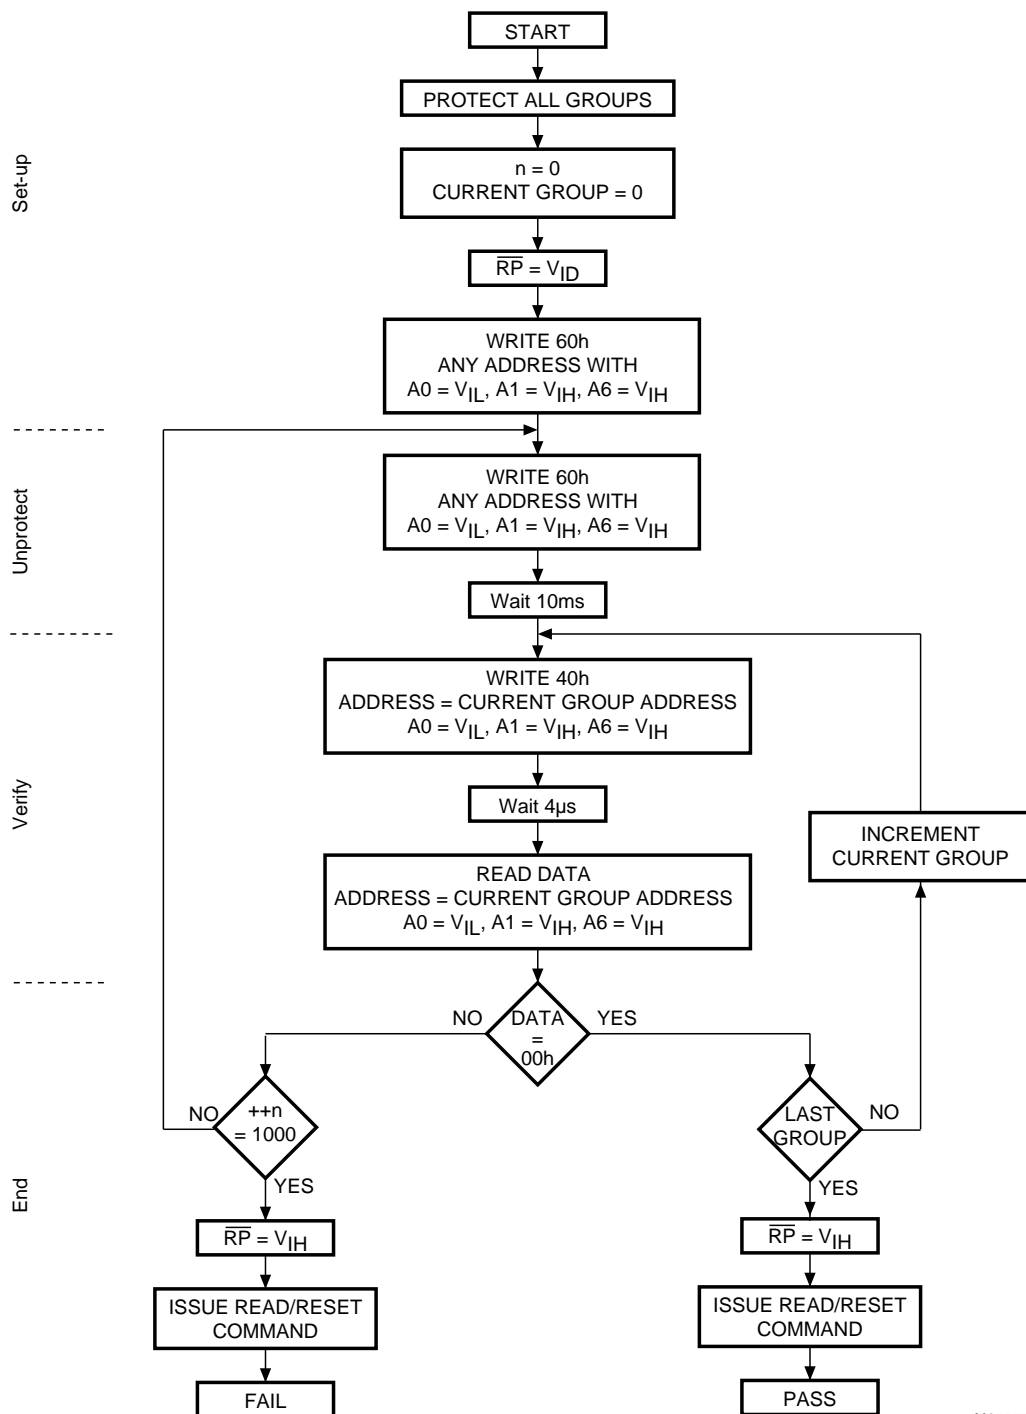 START
PROTECT ALL GROUPS
Set-up
n = 0
CURRENT GROUP = 0
RP = VID
WRITE 60h
ANY ADDRESS WITH
A0 = VIL, A1 = VIH, A6 = VIH
Unprotect
WRITE 60h
ANY ADDRESS WITH
A0 = VIL, A1 = VIH, A6 = VIH
Wait 10ms
Verify
WRITE 40h
ADDRESS = CURRENT GROUP ADDRESS
A0 = VIL, A1 = VIH, A6 = VIH
Wait 4µs
INCREMENT
CURRENT GROUP
READ DATA
ADDRESS = CURRENT GROUP ADDRESS
A0 = VIL, A1 = VIH, A6 = VIH
End
NO
DATA
=
00h
YES
NO
++n
= 1000
LAST
GROUP
NO
YES
YES
RP = VIH
RP = VIH
ISSUE READ/RESET
COMMAND
ISSUE READ/RESET
COMMAND
FAIL
PASS